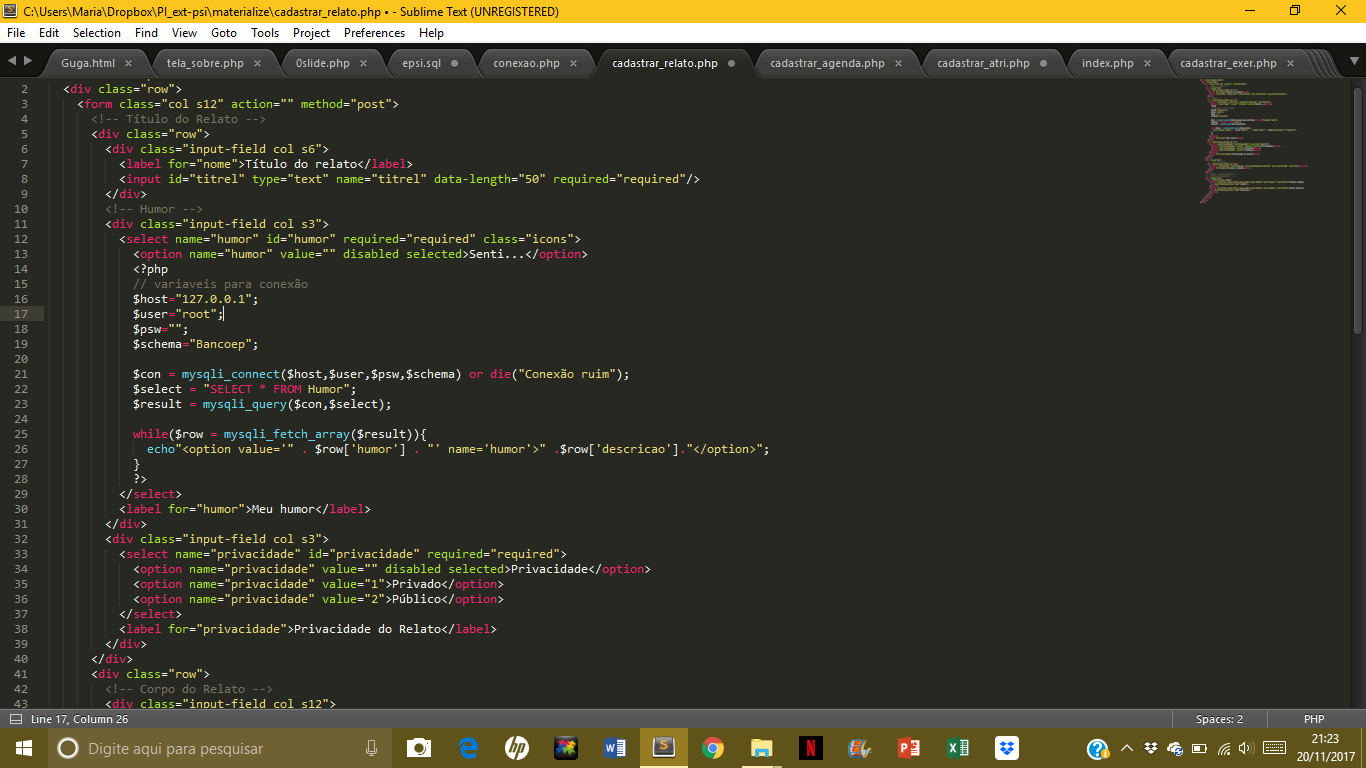 C:\Users\Maria\Dropbox\PI_ext-psi\materialize\cadastrar_relato.php • - Sublime Text (UNREGISTERED)
File Edit Selection Find View Goto Tools Project Preferences Help
Guga.html × tela_sobre.php × 0slide.php × epsi.sql conexao.php × cadastrar_relato.php cadastrar_agenda.php × cadastrar_atri.php index.php × cadastrar_exer.php ×
2 <div class="row">
3 <form class="col s12" action="" method="post">
4 <!-- Título do Relato -->
5 <div class="row">
6 <div class="input-field col s6">
7 <label for="nome">Título do relato</label>
8 <input id="titrel" type="text" name="titrel" data-length="50" required="required"/>
9 </div>
10 <!-- Humor -->
11 <div class="input-field col s3">
12 <select name="humor" id="humor" required="required" class="icons">
13 <option name="humor" value="" disabled selected>Senti...</option>
14 <?php
15 // variaveis para conexão
16 $host="127.0.0.1";
17 $user="root";
18 $psw="";
19 $schema="Bancoep";
20
21 $con = mysqli_connect($host,$user,$psw,$schema) or die("Conexão ruim");
22 $select = "SELECT * FROM Humor";
23 $result = mysqli_query($con,$select);
24
25 while($row = mysqli_fetch_array($result)){
26 echo"<option value='" . $row['humor'] . "' name='humor'>" .$row['descricao']."</option>";
27 }
28 ?>
29 </select>
30 <label for="humor">Meu humor</label>
31 </div>
32 <div class="input-field col s3">
33 <select name="privacidade" id="privacidade" required="required">
34 <option name="privacidade" value="" disabled selected>Privacidade</option>
35 <option name="privacidade" value="1">Privado</option>
36 <option name="privacidade" value="2">Público</option>
37 </select>
38 <label for="privacidade">Privacidade do Relato</label>
39 </div>
40 </div>
41 <div class="row">
42 <!-- Corpo do Relato -->
43 <div class="input-field col s12">
Line 17, Column 26 Spaces: 2 PHP
Digite aqui para pesquisar
21:23
20/11/2017